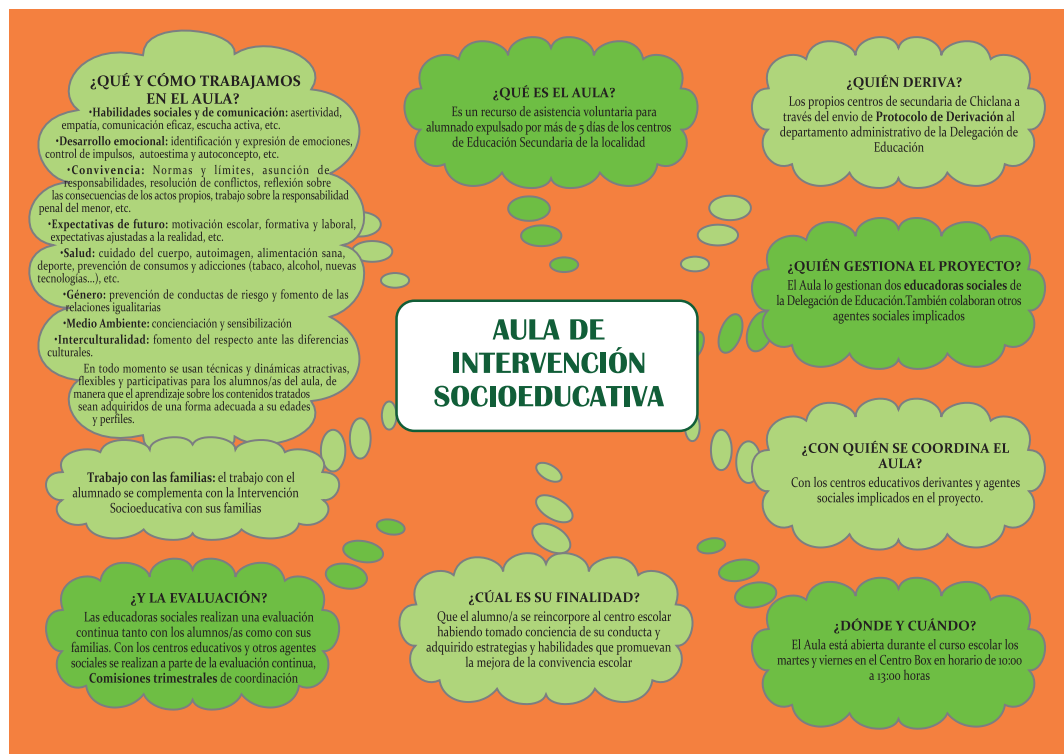 ¿QUÉ Y CÓMO TRABAJAMOS
EN EL AULA?
•Habilidades sociales y de comunicación: asertividad,
empatía, comunicación eficaz, escucha activa, etc.
•Desarrollo emocional: identificación y expresión de emociones,
control de impulsos, autoestima y autoconcepto, etc.
•Convivencia: Normas y límites, asunción de
responsabilidades, resolución de conflictos, reflexión sobre
las consecuencias de los actos propios, trabajo sobre la responsabilidad
penal del menor, etc.
•Expectativas de futuro: motivación escolar, formativa y laboral,
expectativas ajustadas a la realidad, etc.
•Salud: cuidado del cuerpo, autoimagen, alimentación sana,
deporte, prevención de consumos y adicciones (tabaco, alcohol, nuevas
tecnologías...), etc.
•Género: prevención de conductas de riesgo y fomento de las
relaciones igualitarias
•Medio Ambiente: concienciación y sensibilización
•Interculturalidad: fomento del respecto ante las diferencias
culturales.
En todo momento se usan técnicas y dinámicas atractivas,
flexibles y participativas para los alumnos/as del aula, de
manera que el aprendizaje sobre los contenidos tratados
sean adquiridos de una forma adecuada a su edades
y perfiles.
Trabajo con las familias: el trabajo con el
alumnado se complementa con la Intervención
Socioeducativa con sus familias
¿Y LA EVALUACIÓN?
Las educadoras sociales realizan una evaluación
continua tanto con los alumnos/as como con sus
familias. Con los centros educativos y otros agentes
sociales se realizan a parte de la evaluación continua,
Comisiones trimestrales de coordinación
¿QUÉ ES EL AULA?
Es un recurso de asistencia voluntaria para
alumnado expulsado por más de 5 días de los centros
de Educación Secundaria de la localidad
AULA DE
INTERVENCIÓN
SOCIOEDUCATIVA
¿CÚAL ES SU FINALIDAD?
Que el alumno/a se reincorpore al centro escolar
habiendo tomado conciencia de su conducta y
adquirido estrategias y habilidades que promuevan
la mejora de la convivencia escolar
¿QUIÉN DERIVA?
Los propios centros de secundaria de Chiclana a
través del envio de Protocolo de Derivación al
departamento administrativo de la Delegación de
Educación
¿QUIÉN GESTIONA EL PROYECTO?
El Aula lo gestionan dos educadoras sociales de
la Delegación de Educación.También colaboran otros
agentes sociales implicados
¿CON QUIÉN SE COORDINA EL
AULA?
Con los centros educativos derivantes y agentes
sociales implicados en el proyecto.
¿DÓNDE Y CUÁNDO?
El Aula está abierta durante el curso escolar los
martes y viernes en el Centro Box en horario de 10:00
a 13:00 horas